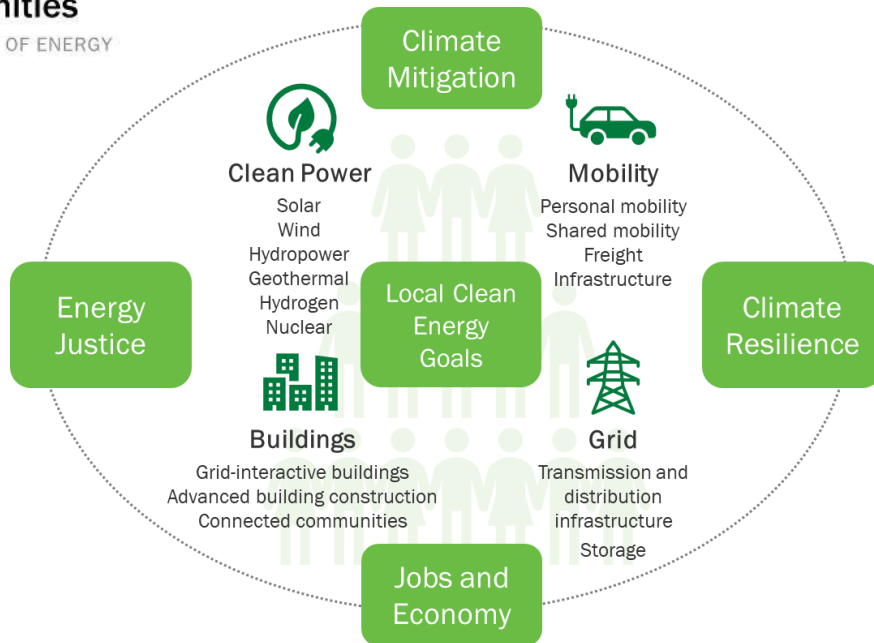 OF ENERGY
Climate
Mitigation
Clean Power
Solar
Wind
Hydropower
Geothermal
Hydrogen
Nuclear
Mobility
Personal mobility
Shared mobility
Freight
Infrastructure
Energy
Justice
Local Clean
Energy
Goals
Climate
Resilience
Buildings
Grid-interactive buildings
Advanced building construction
Connected communities
Grid
Transmission and
distribution
infrastructure
Storage
Jobs and
Economy